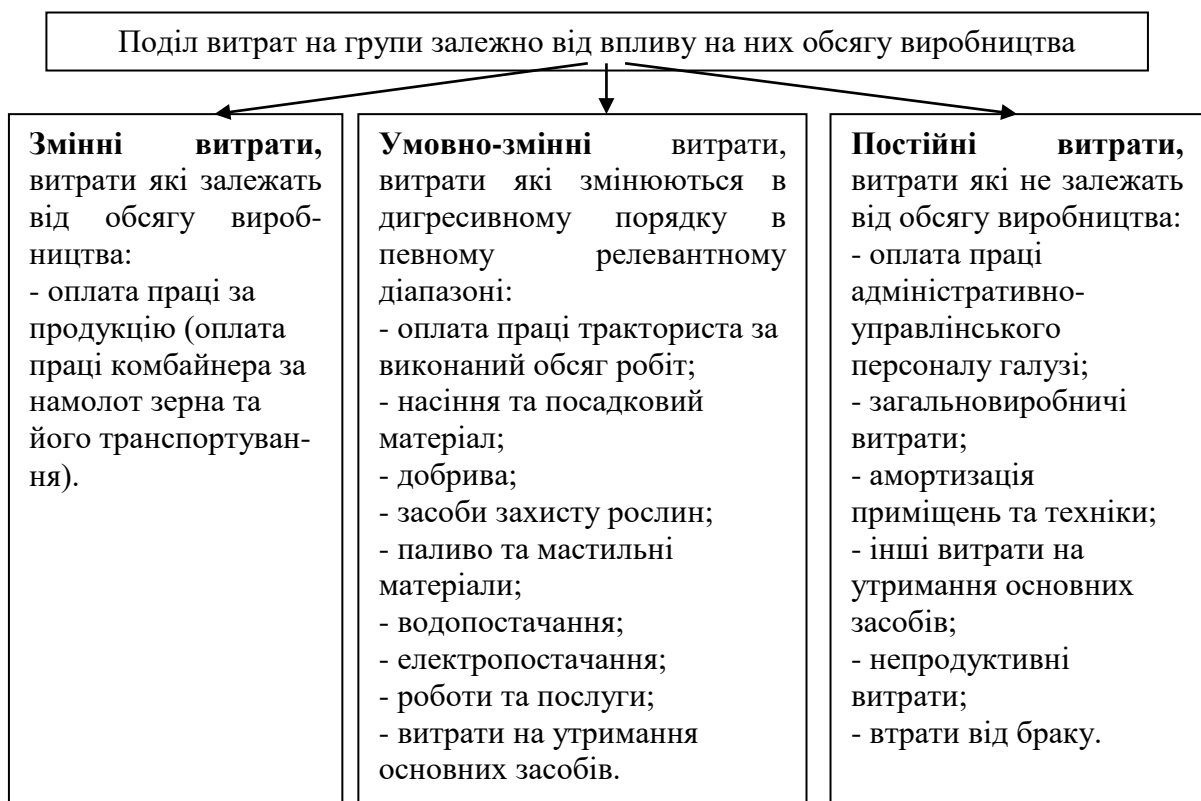 Поділ витрат на групи залежно від впливу на них обсягу виробництва
Змінні витрати,
витрати які залежать
від обсягу вироб-
ництва:
- оплата праці за
продукцію (оплата
праці комбайнера за
намолот зерна та
його транспортуван-
ня).
Умовно-змінні витрати,
витрати які змінюються в
дигресивному порядку в
певному релевантному
діапазоні:
- оплата праці тракториста за
виконаний обсяг робіт;
- насіння та посадковий
матеріал;
- добрива;
- засоби захисту рослин;
- паливо та мастильні
матеріали;
- водопостачання;
- електропостачання;
- роботи та послуги;
- витрати на утримання
основних засобів.
Постійні витрати,
витрати які не залежать
від обсягу виробництва:
- оплата праці
адміністративно-
управлінського
персоналу галузі;
- загальновиробничі
витрати;
- амортизація
приміщень та техніки;
- інші витрати на
утримання основних
засобів;
- непродуктивні
витрати;
- втрати від браку.